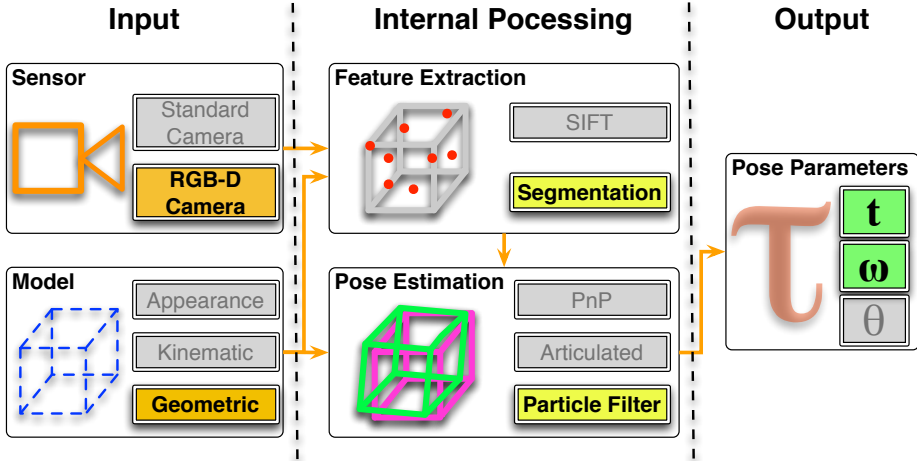 Input
Internal Pocessing
Output
Sensor
Standard
Camera
RGB-D
Camera
Model
Appearance
Kinematic
Geometric
Feature Extraction
SIFT
Segmentation
Pose Estimation
PnP
Articulated
Particle Filter
Pose Parameters
τ
t
ω
θ